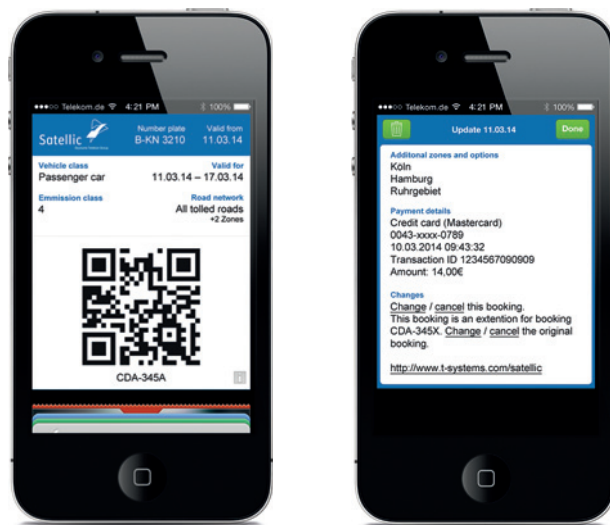 Telekom.de 4:21 PM 100%
Satellic
Number plate
B-KN 3210
Valid from
11.03.14
Vehicle class
Passenger car
Valid for
11.03.14 – 17.03.14
Emmission class
4
Road network
All tolled roads
+2 Zones
CDA-345A
Telekom.de 4:21 PM 100%
Update 11.03.14
Done
Additonal zones and options
Köln
Hamburg
Ruhrgebiet
Payment details
Credit card (Mastercard)
0043-xxxx-0789
10.03.2014 09:43:32
Transaction ID 1234567090909
Amount: 14,00€
Changes
Change / cancel this booking.
This booking is an extention for booking
CDA-345X. Change / cancel the original
booking.
http://www.t-systems.com/satellic